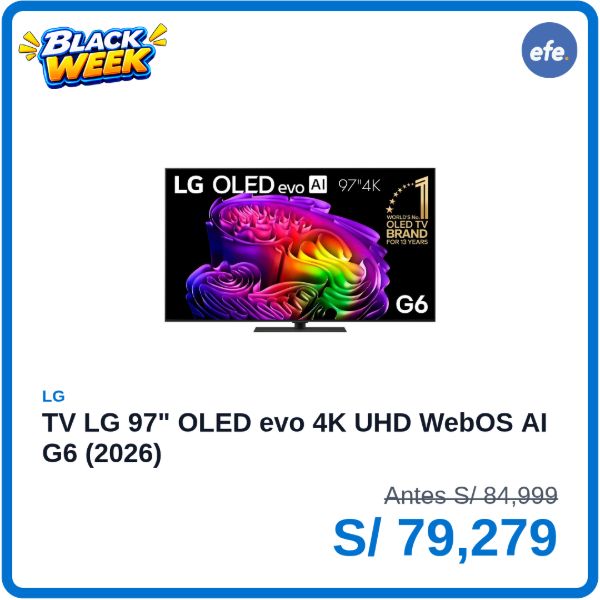 BLACK
WEEK
efe.
LG OLED evo AI 97"4K
1
WORLD'S No.
OLED TV
BRAND
FOR 13 YEARS
G6
LG
TV LG 97" OLED evo 4K UHD WebOS AI
G6 (2026)
Antes S/ 84,999
S/ 79,279